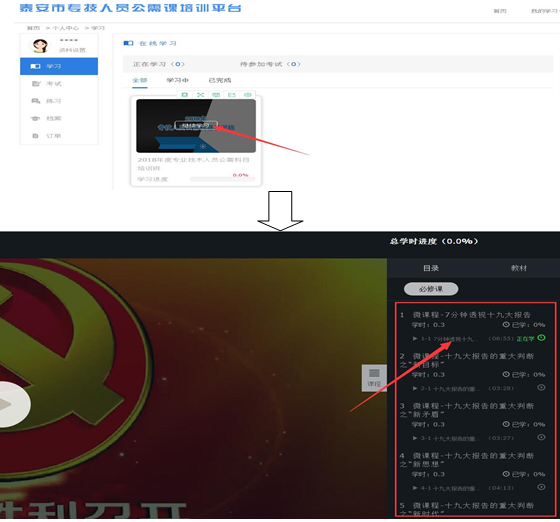 泰安市专技人员公需课培训平台
首页 我的学习
首页 > 个人中心 > 学习
****
资料设置
学习
考试
练习
档案
订单
在线学习
正在学习（0） 待参加考试（0）
全部 学习中 已完成
继续学习
2018年度专业技术人员公需科目
培训班
学习进度 0.0%
总学时进度（0.0%）
目录 教材
必修课
课程
1 微课程-7分钟透视十九大报告
学时：0.3 已学：0%
1-1 7分钟透视十九... （06:55） 正在学
2 微课程-十九大报告的重大判断
之“新目标”
学时：0.3 已学：0%
2-1 十九大报告的重... （03:28）
3 微课程-十九大报告的重大判断
之“新矛盾”
学时：0.3 已学：0%
3-1 十九大报告的重... （03:27）
4 微课程-十九大报告的重大判断
之“新思想”
学时：0.3 已学：0%
4-1 十九大报告的重... （04:13）
5 微课程-十九大报告的重大判断
之“新时代”
胜利召开